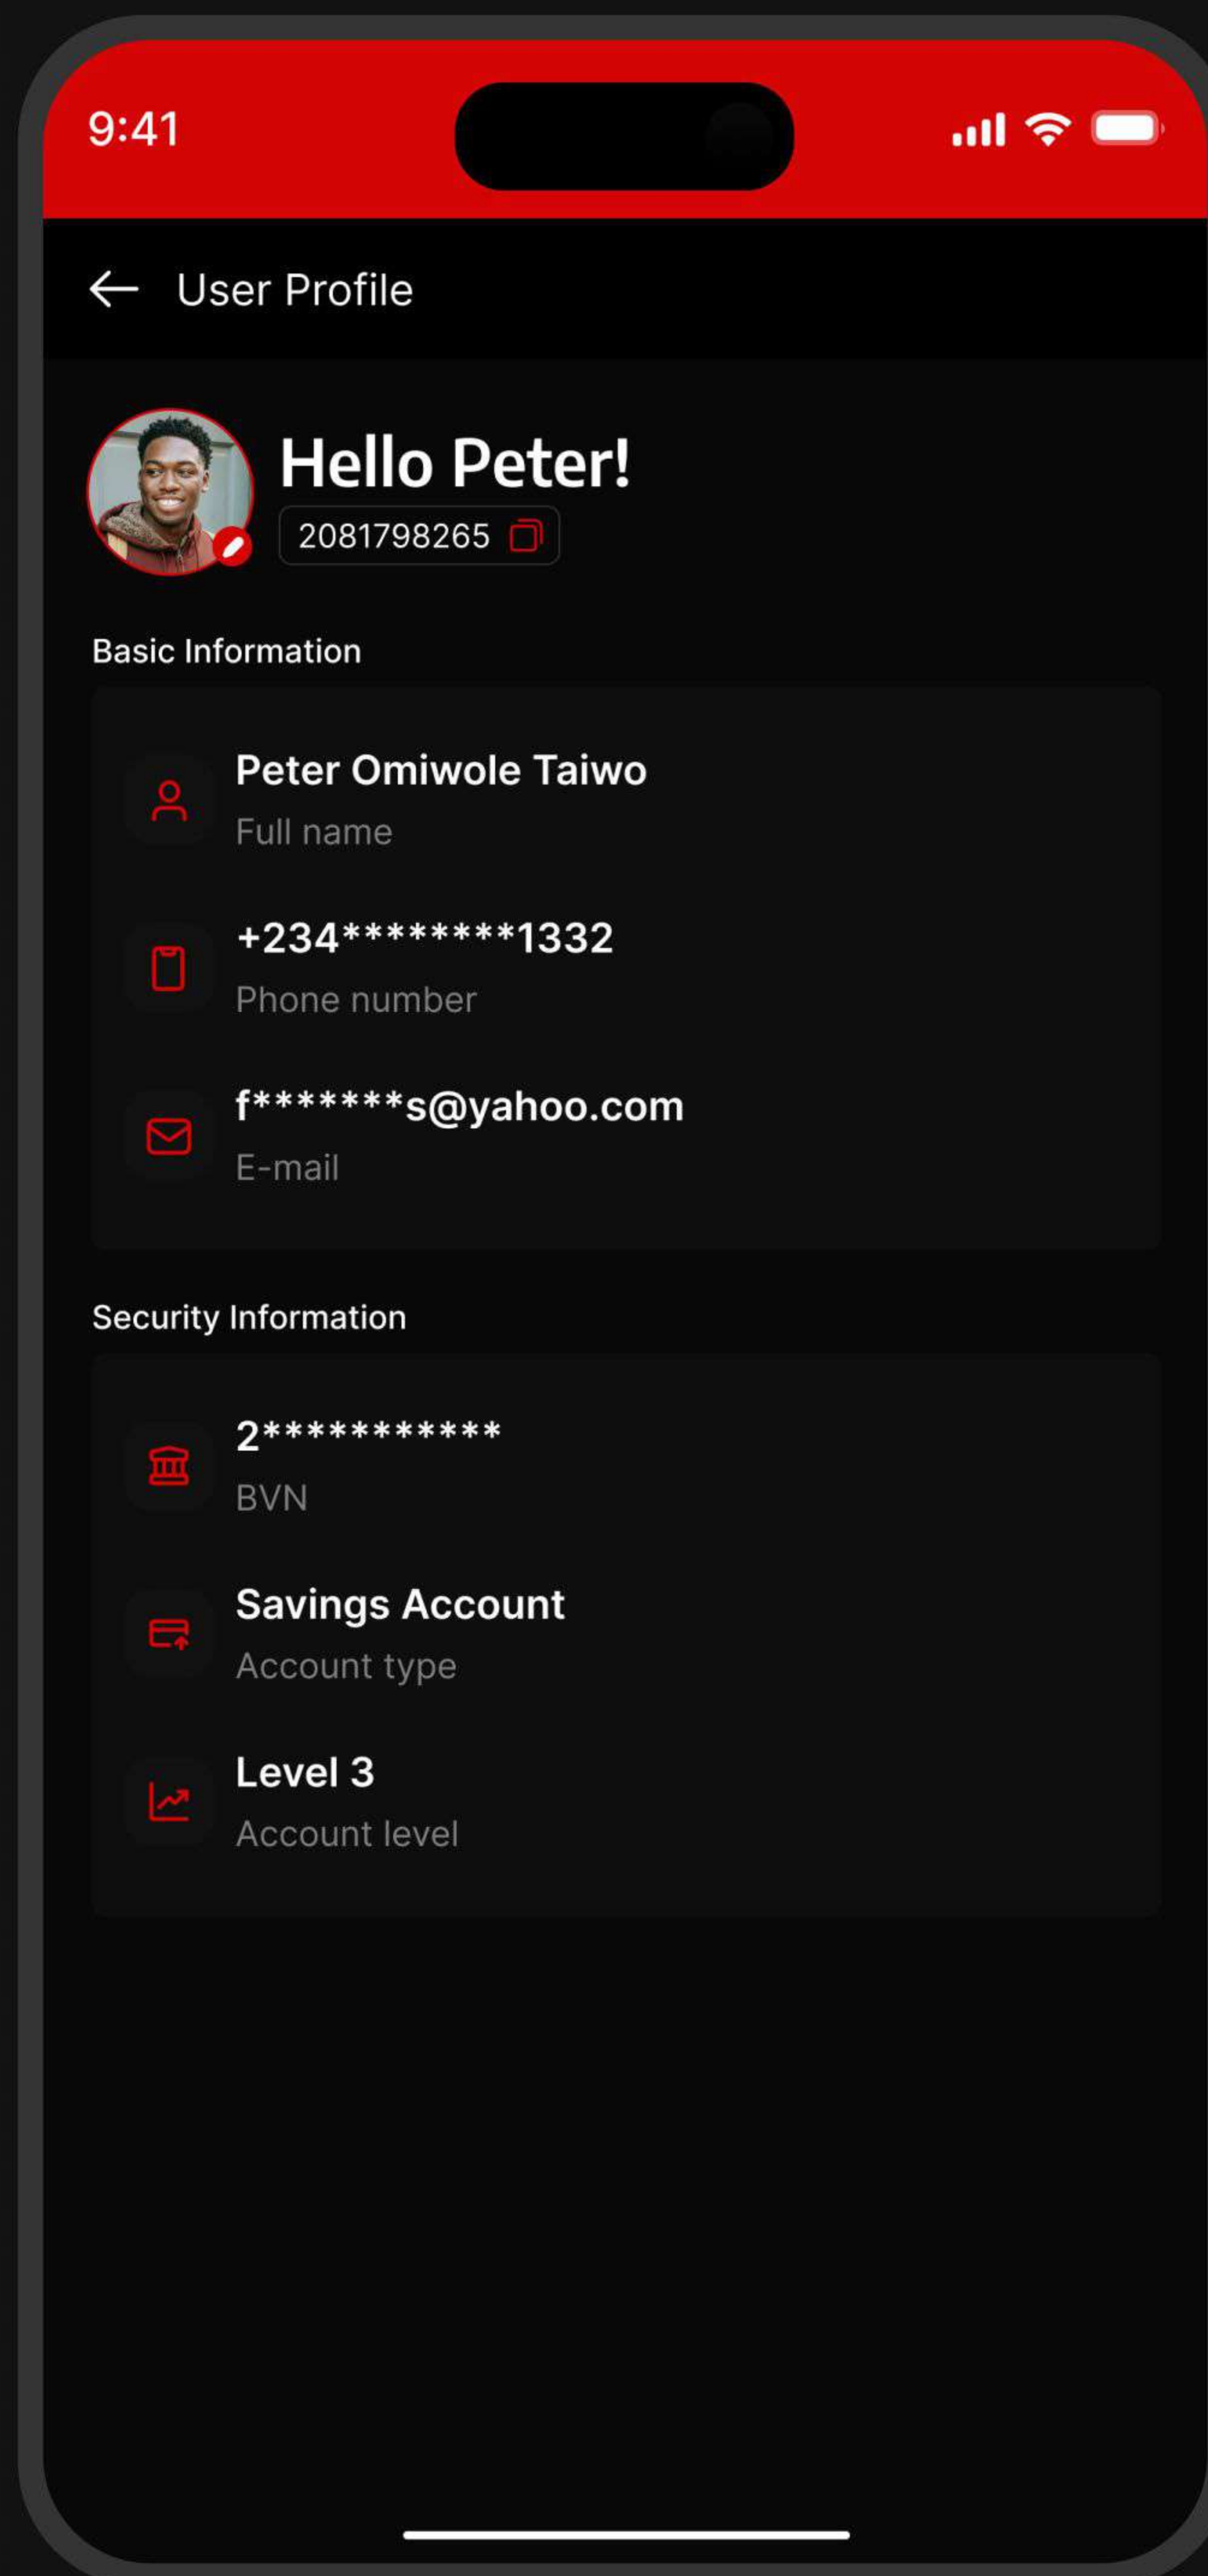 9:41
User Profile
Hello Peter!
2081798265
Basic Information
Peter Omiwole Taiwo
Full name
+234********1332
Phone number
f*******s@yahoo.com
E-mail
Security Information
2***********
BVN
Savings Account
Account type
Level 3
Account level